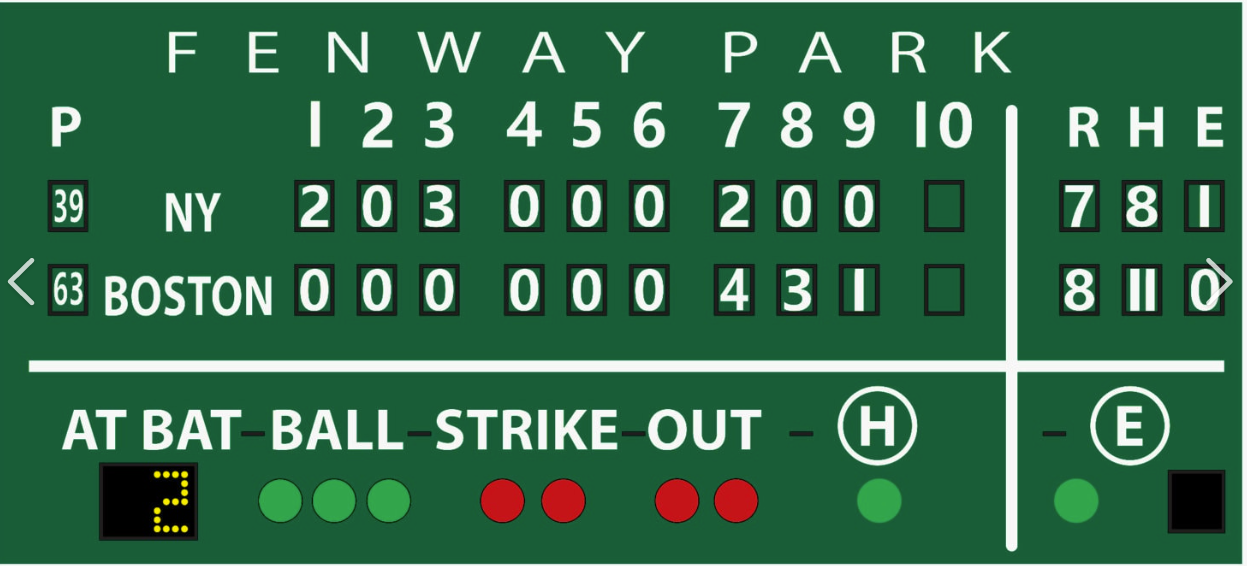 FENWAY PARK
P 1 2 3 4 5 6 7 8 9 10 R H E
39 NY 2 0 3 0 0 0 2 0 0 7 8 1
63 BOSTON 0 0 0 0 0 0 4 3 1 8 11 0
AT BAT-BALL-STRIKE-OUT - H - E
2